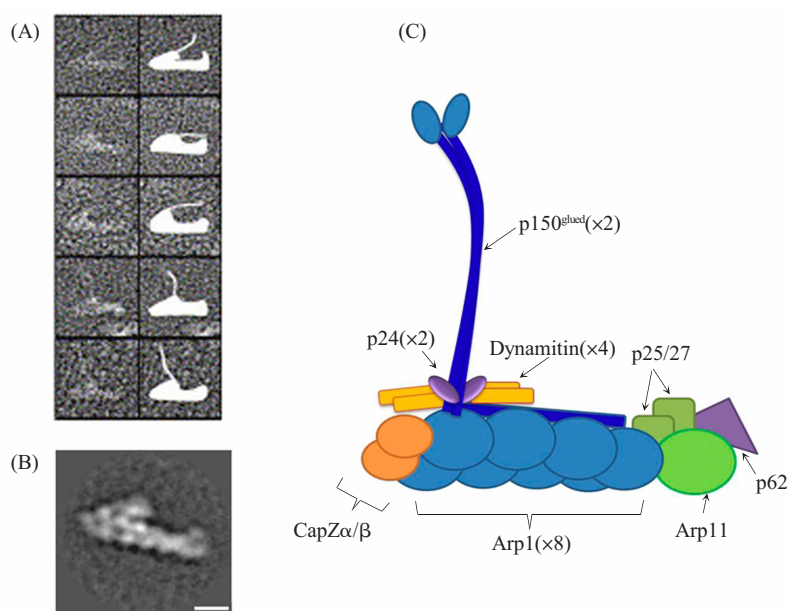 (A)
(C)
p150glued(×2)
p24(×2)
Dynamitin(×4)
p25/27
(B)
p62
CapZα/β
Arp1(×8)
Arp11